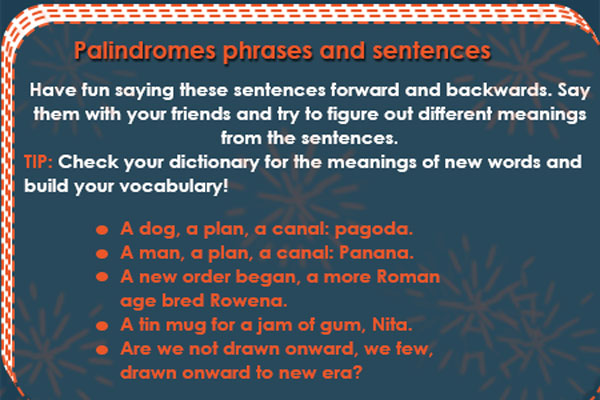 Palindromes phrases and sentences
Have fun saying these sentences forward and backwards. Say
them with your friends and try to figure out different meanings
from the sentences.
TIP: Check your dictionary for the meanings of new words and
build your vocabulary!
A dog, a plan, a canal: pagoda.
A man, a plan, a canal: Panana.
A new order began, a more Roman
age bred Rowena.
A tin mug for a jam of gum, Nita.
Are we not drawn onward, we few,
drawn onward to new era?